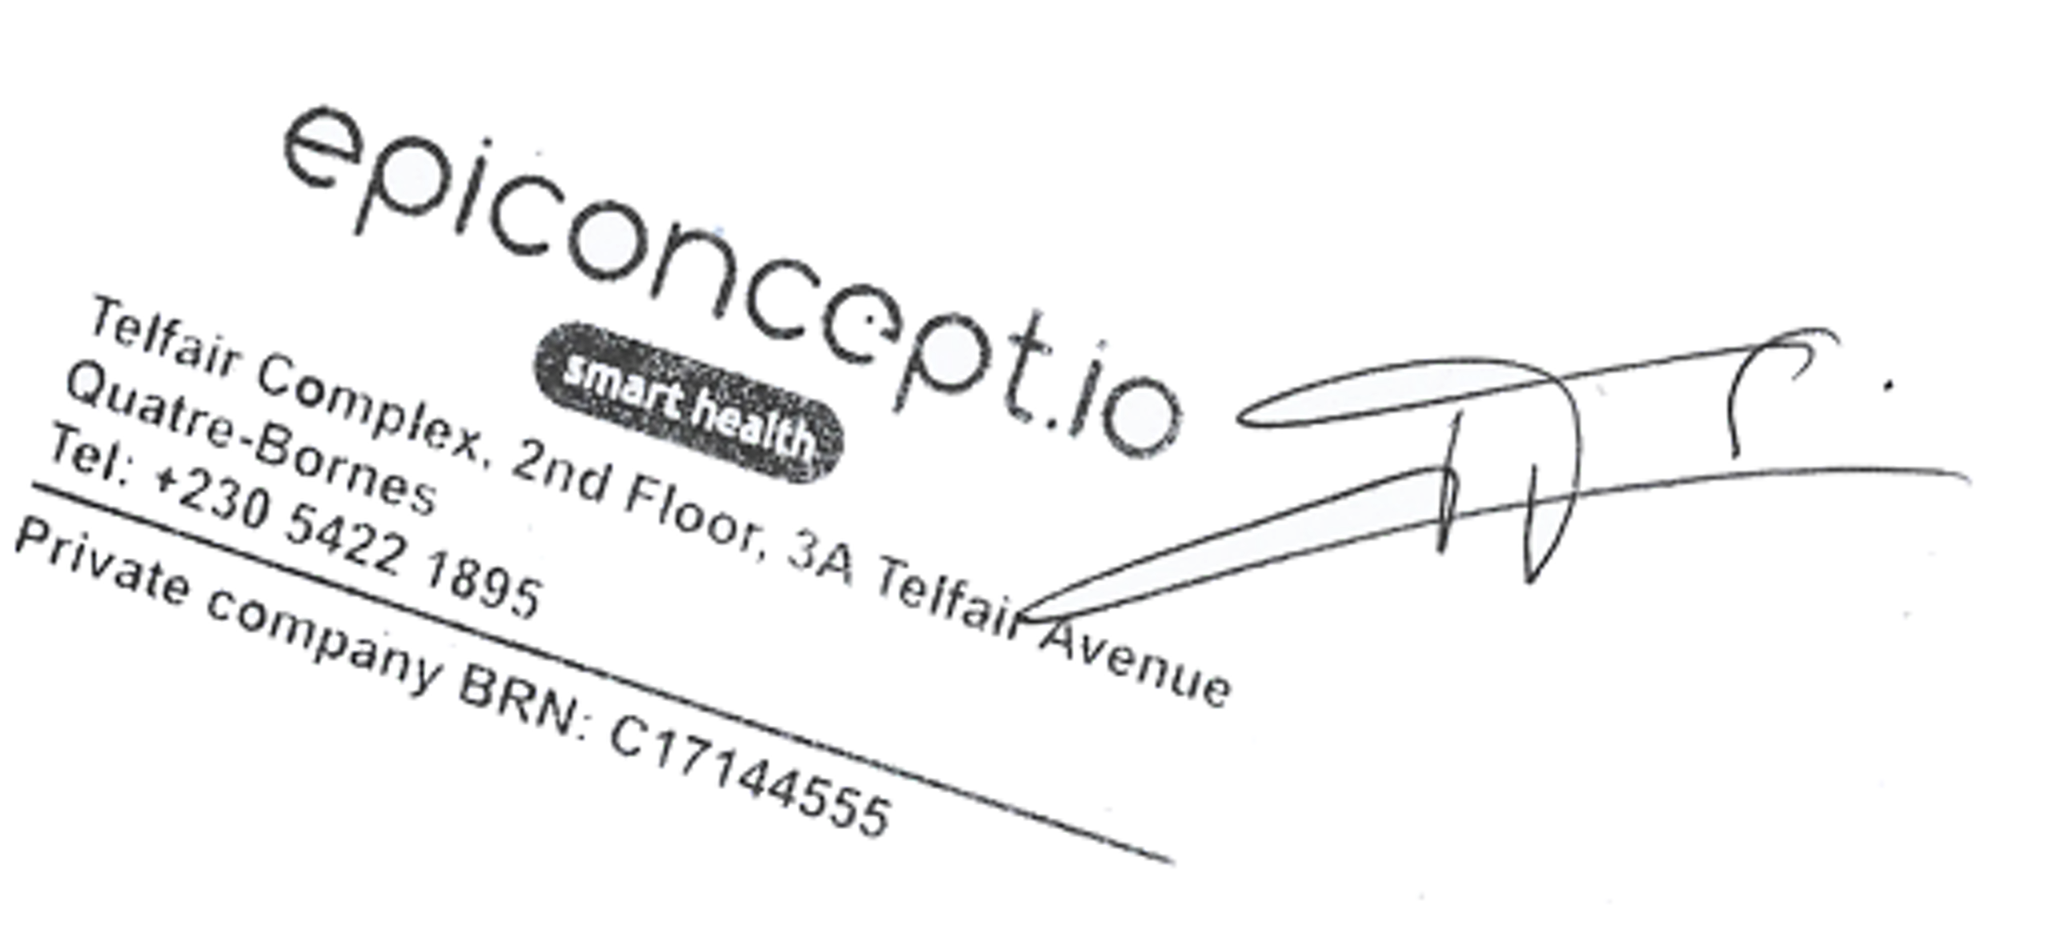 epiconcept.io
smart health
Telfair Complex, 2nd Floor, 3A Telfair Avenue
Quatre-Bornes
Tel: +230 5422 1895
Private company BRN: C17144555